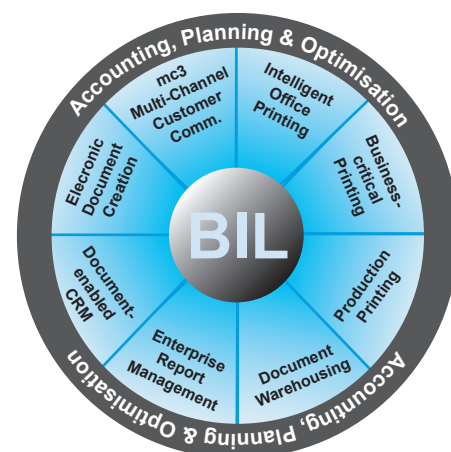 Accounting, Planning & Optimisation
mc3
Multi-Channel
Customer
Comm.
Intelligent
Office
Printing
Business-
critical
Printing
Production
Printing
Document
Warehousing
Enterprise
Report
Management
Document-
enabled
CRM
Elecronic
Document
Creation
BIL
Accounting, Planning & Optimisation